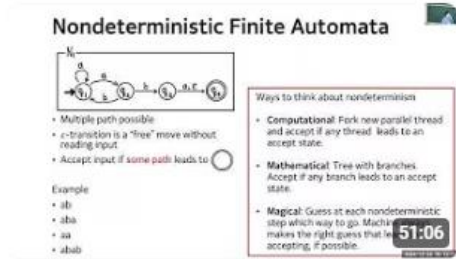 Nondeterministic Finite Automata
N₁
a
a
b
b
a, ε
q₁
q₂
q₃
q₄
• Multiple path possible
• ε-transition is a "free" move without
reading input
• Accept input if some path leads to
Example
• ab
• aba
• aa
• abab
Ways to think about nondeterminism
• Computational: Fork new parallel thread
and accept if any thread leads to an
accept state.
• Mathematical: Tree with branches.
Accept if any branch leads to an accept
state.
• Magical: Guess at each nondeterministic
step which way to go. Machine
makes the right guess that
accepting, if possible.
51:06